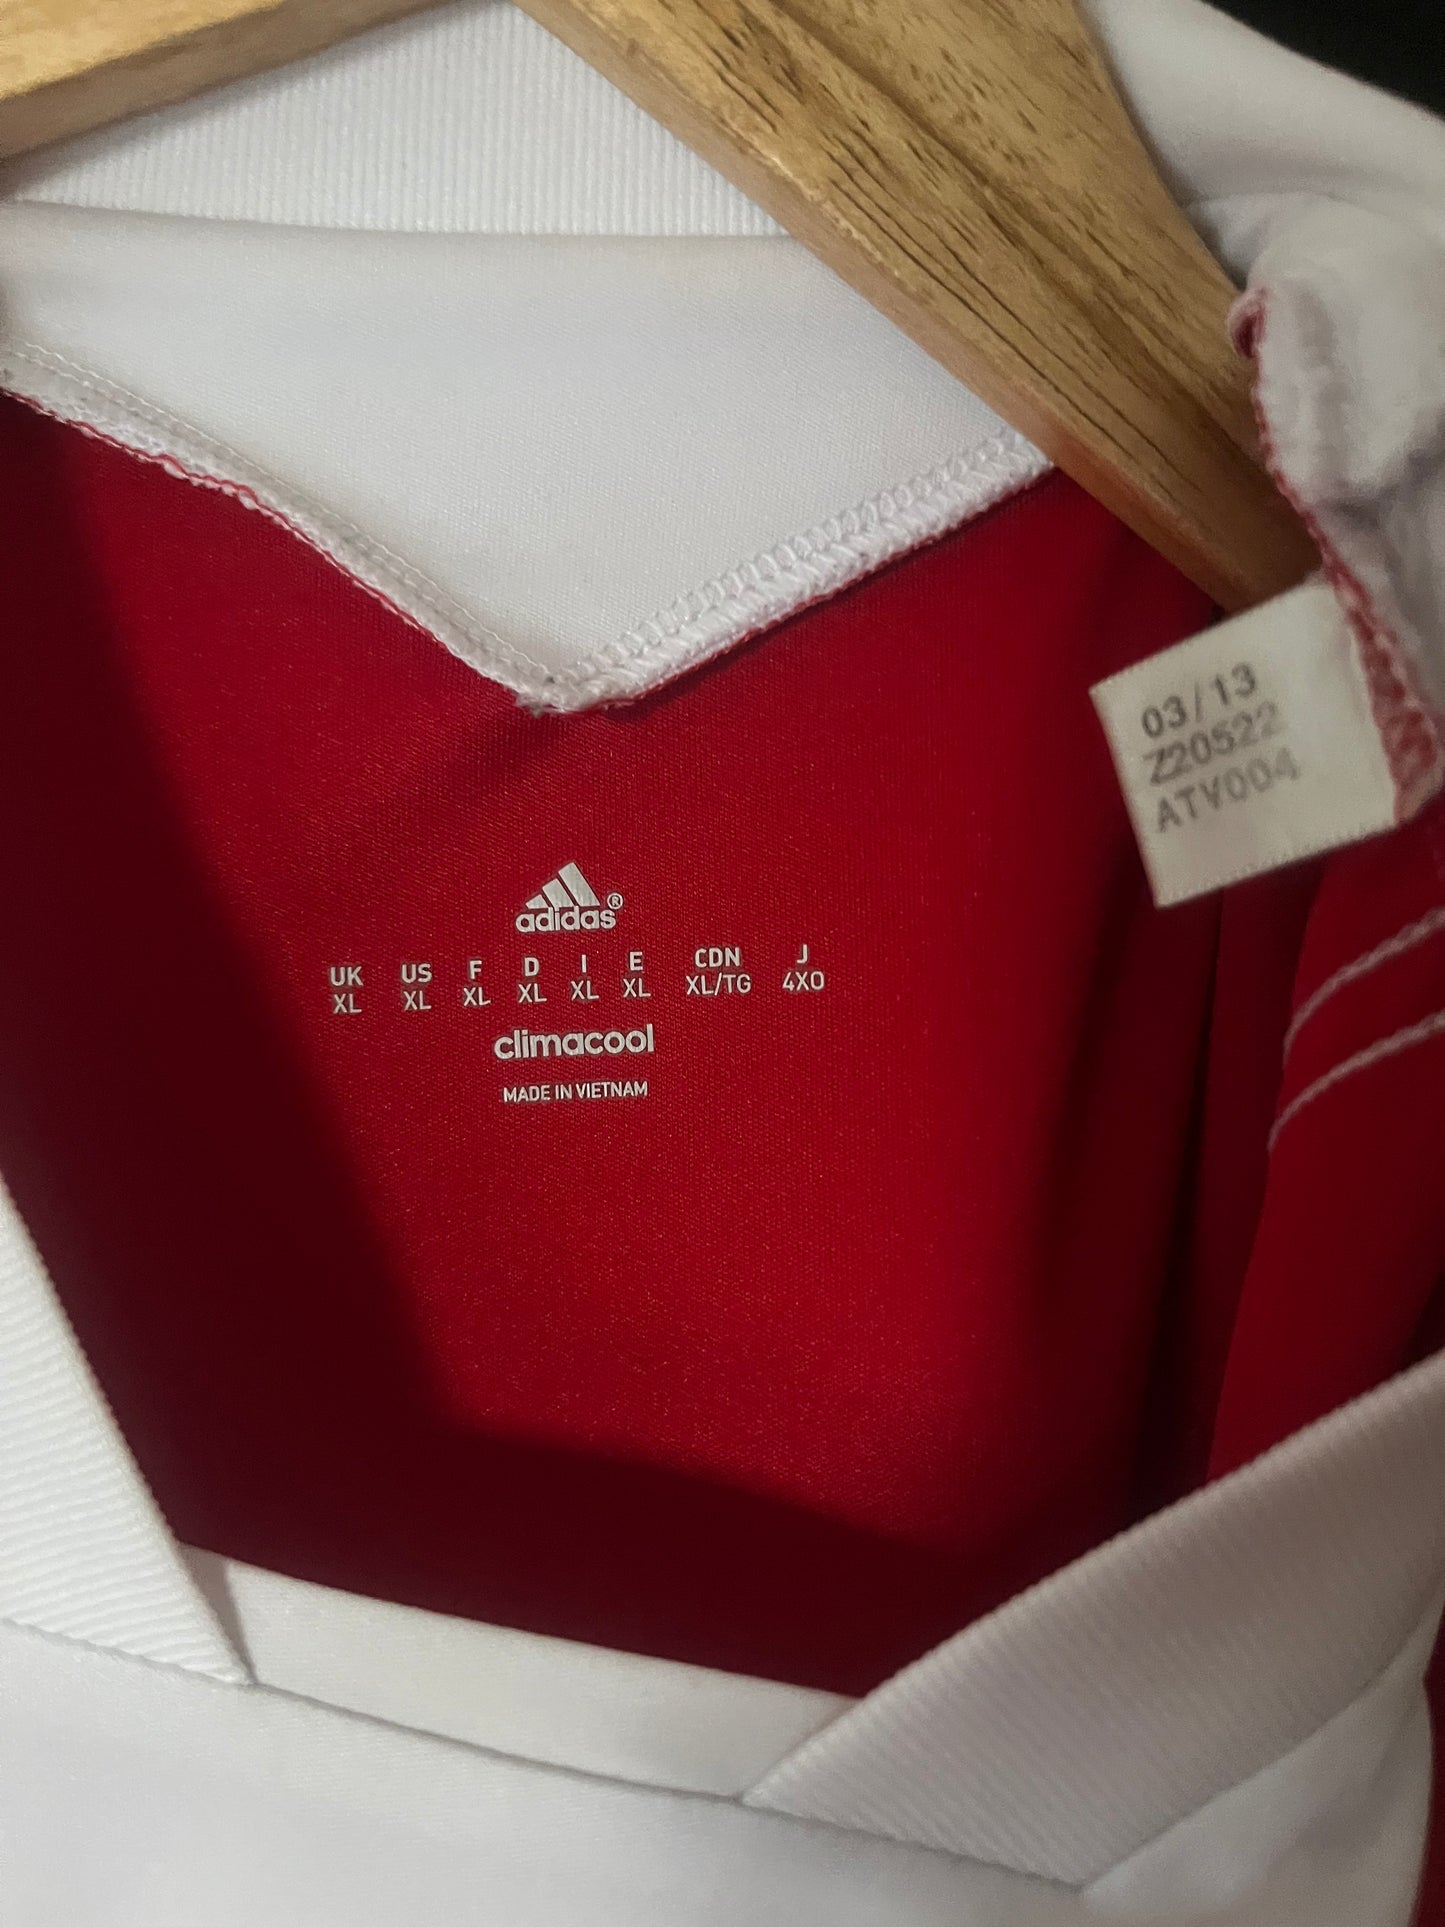 03/13
Z20522
ATV004
adidas®
UK US F D I E CDN J
XL XL XL XL XL XL XL/TG 4XO
climacool
MADE IN VIETNAM